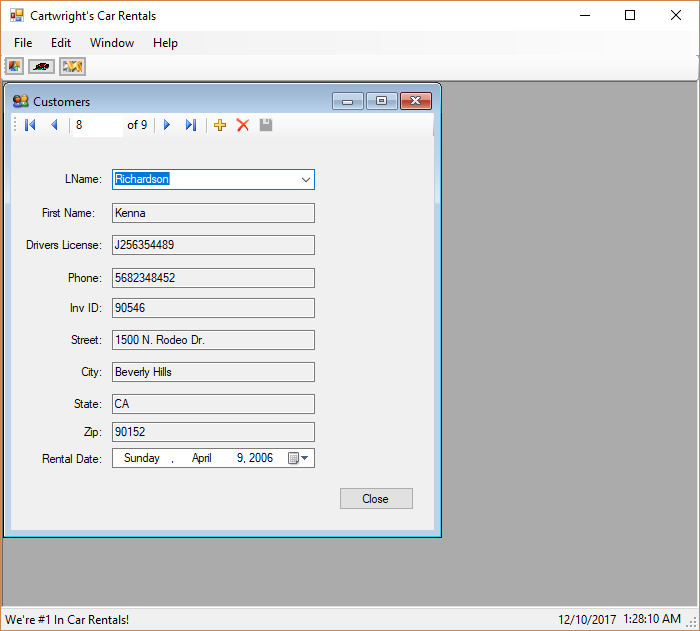 Cartwright's Car Rentals
File Edit Window Help
Customers
8 of 9
LName: Richardson
First Name: Kenna
Drivers License: J256354489
Phone: 5682348452
Inv ID: 90546
Street: 1500 N. Rodeo Dr.
City: Beverly Hills
State: CA
Zip: 90152
Rental Date: Sunday , April 9, 2006
Close
We're #1 In Car Rentals! 12/10/2017 1:28:10 AM